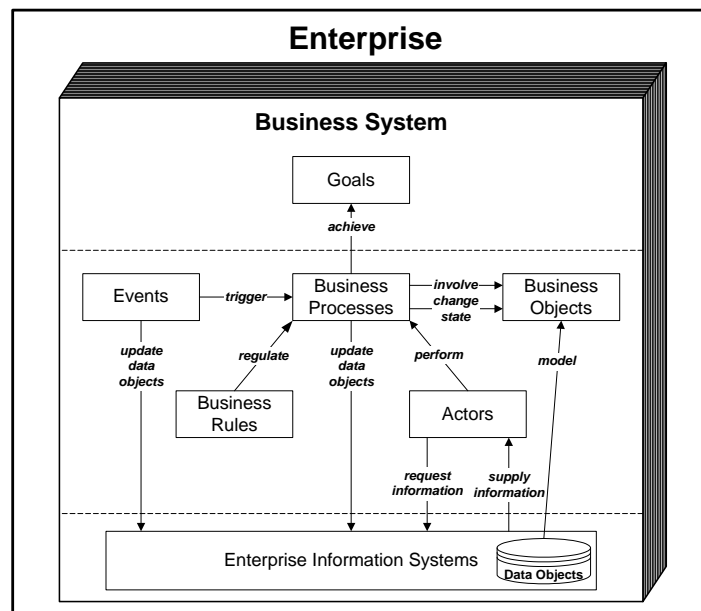 Enterprise
Business System
Goals
achieve
Events
trigger
Business
Processes
involve
change
state
Business
Objects
update
data
objects
regulate
update
data
objects
perform
model
Business
Rules
Actors
request
information
supply
information
Enterprise Information Systems
Data Objects